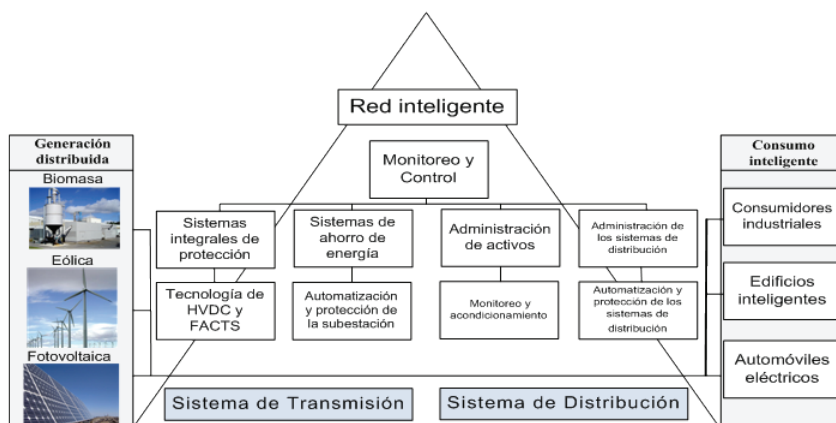 Red inteligente
Generación
distribuida
Biomasa
Eólica
Fotovoltaica
Monitoreo y
Control
Sistemas
integrales de
protección
Sistemas de
ahorro de
energía
Administración
de activos
Administración de
los sistemas de
distribución
Tecnología de
HVDC y
FACTS
Automatización
y protección de
la subestación
Monitoreo y
acondicionamiento
Automatización y
protección de los
sistemas de
distribución
Consumo
inteligente
Consumidores
industriales
Edificios
inteligentes
Automóviles
eléctricos
Sistema de Transmisión
Sistema de Distribución